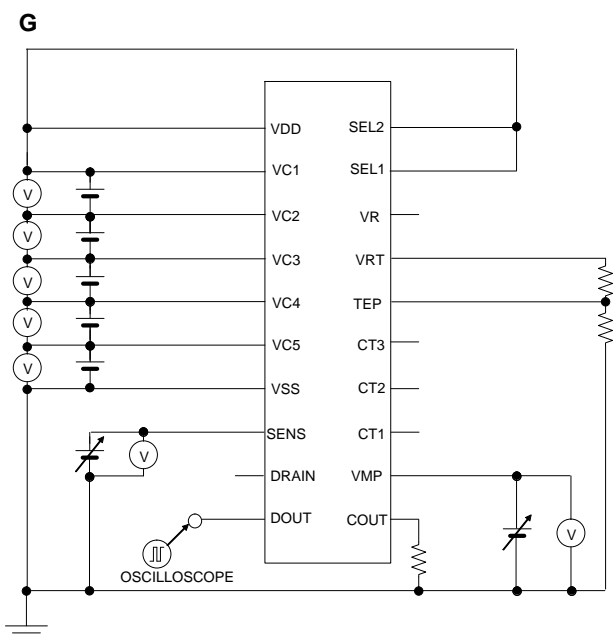 G
VDD SEL2
VC1 SEL1
V
VC2 VR
V
VC3 VRT
V
VC4 TEP
V
VC5 CT3
V
VSS CT2
SENS CT1
V
DRAIN VMP
DOUT COUT
V
OSCILLOSCOPE